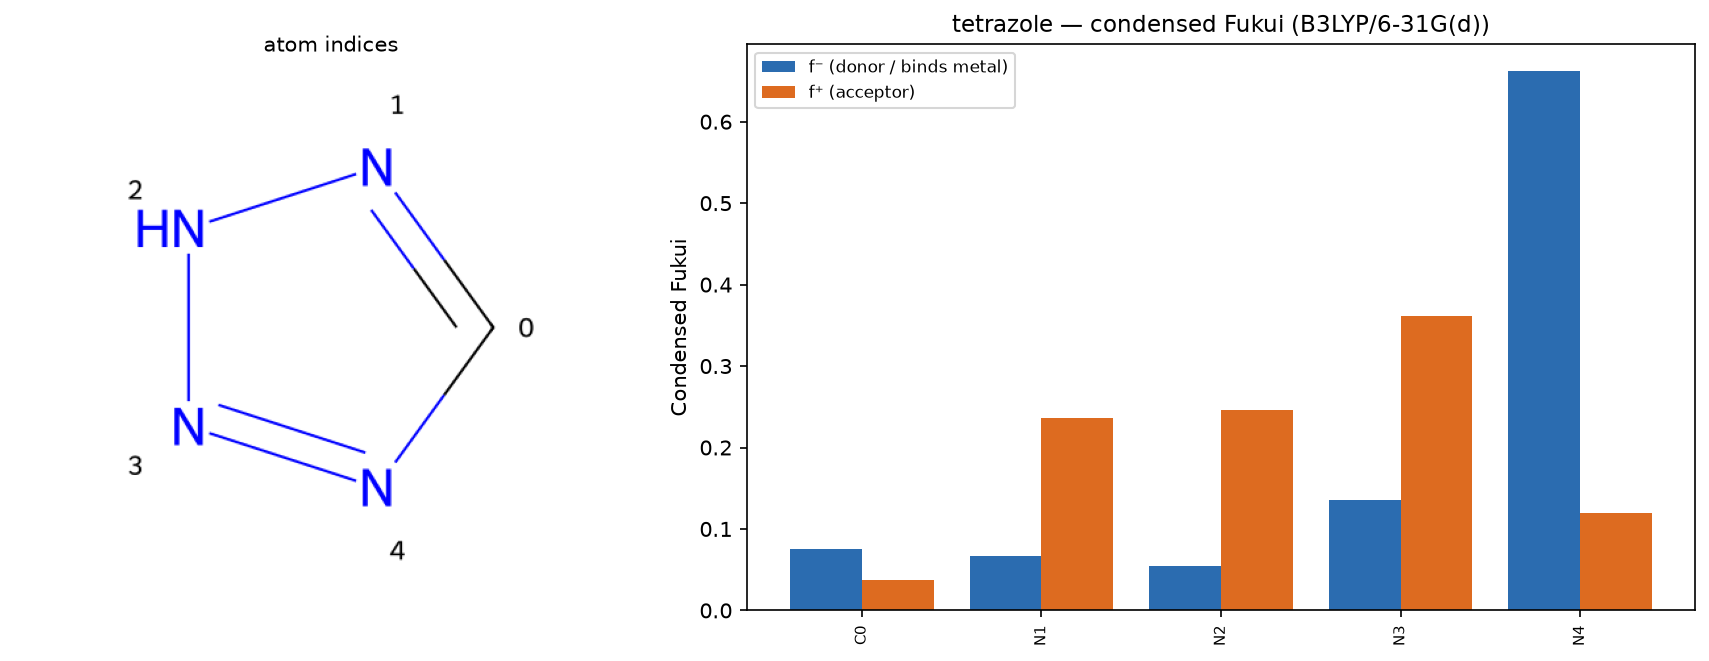 atom indices
1
N
2
HN
0
N
3
N
4
tetrazole — condensed Fukui (B3LYP/6-31G(d))
f⁻ (donor / binds metal)
f⁺ (acceptor)
Condensed Fukui
0.6
0.5
0.4
0.3
0.2
0.1
0.0
C0
N1
N2
N3
N4